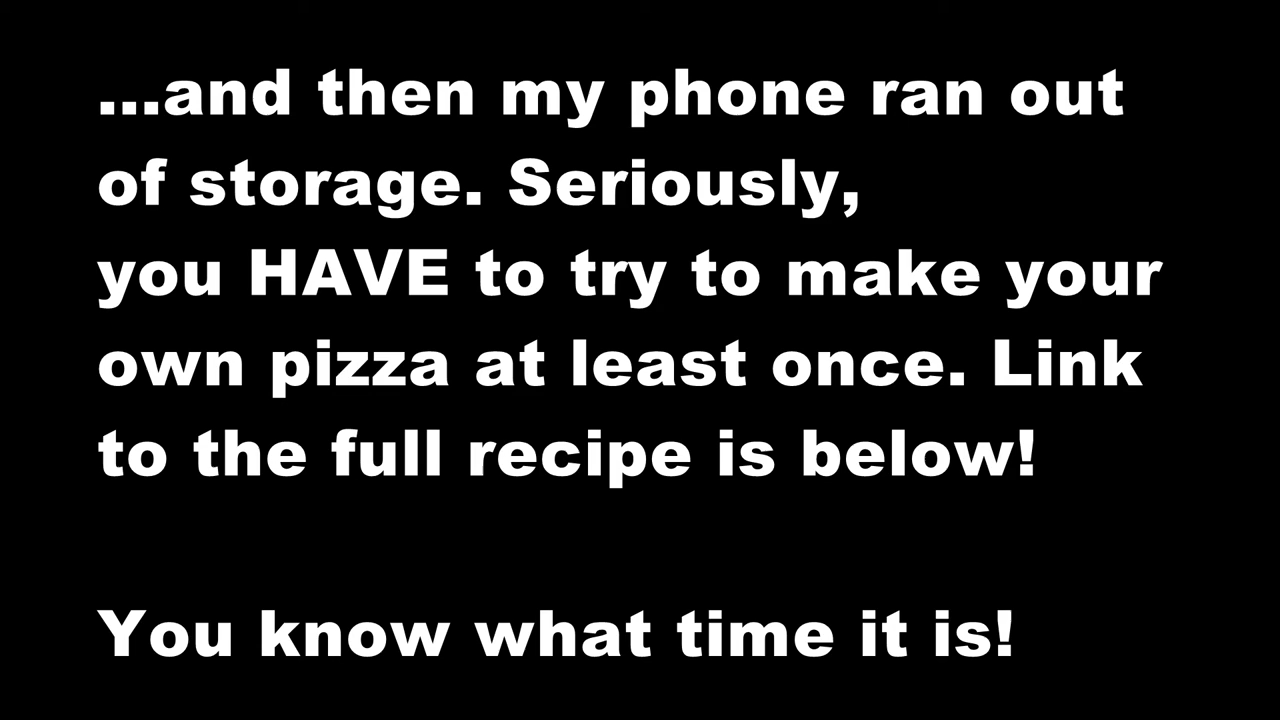 ...and then my phone ran out
of storage. Seriously,
you HAVE to try to make your
own pizza at least once. Link
to the full recipe is below!
You know what time it is!